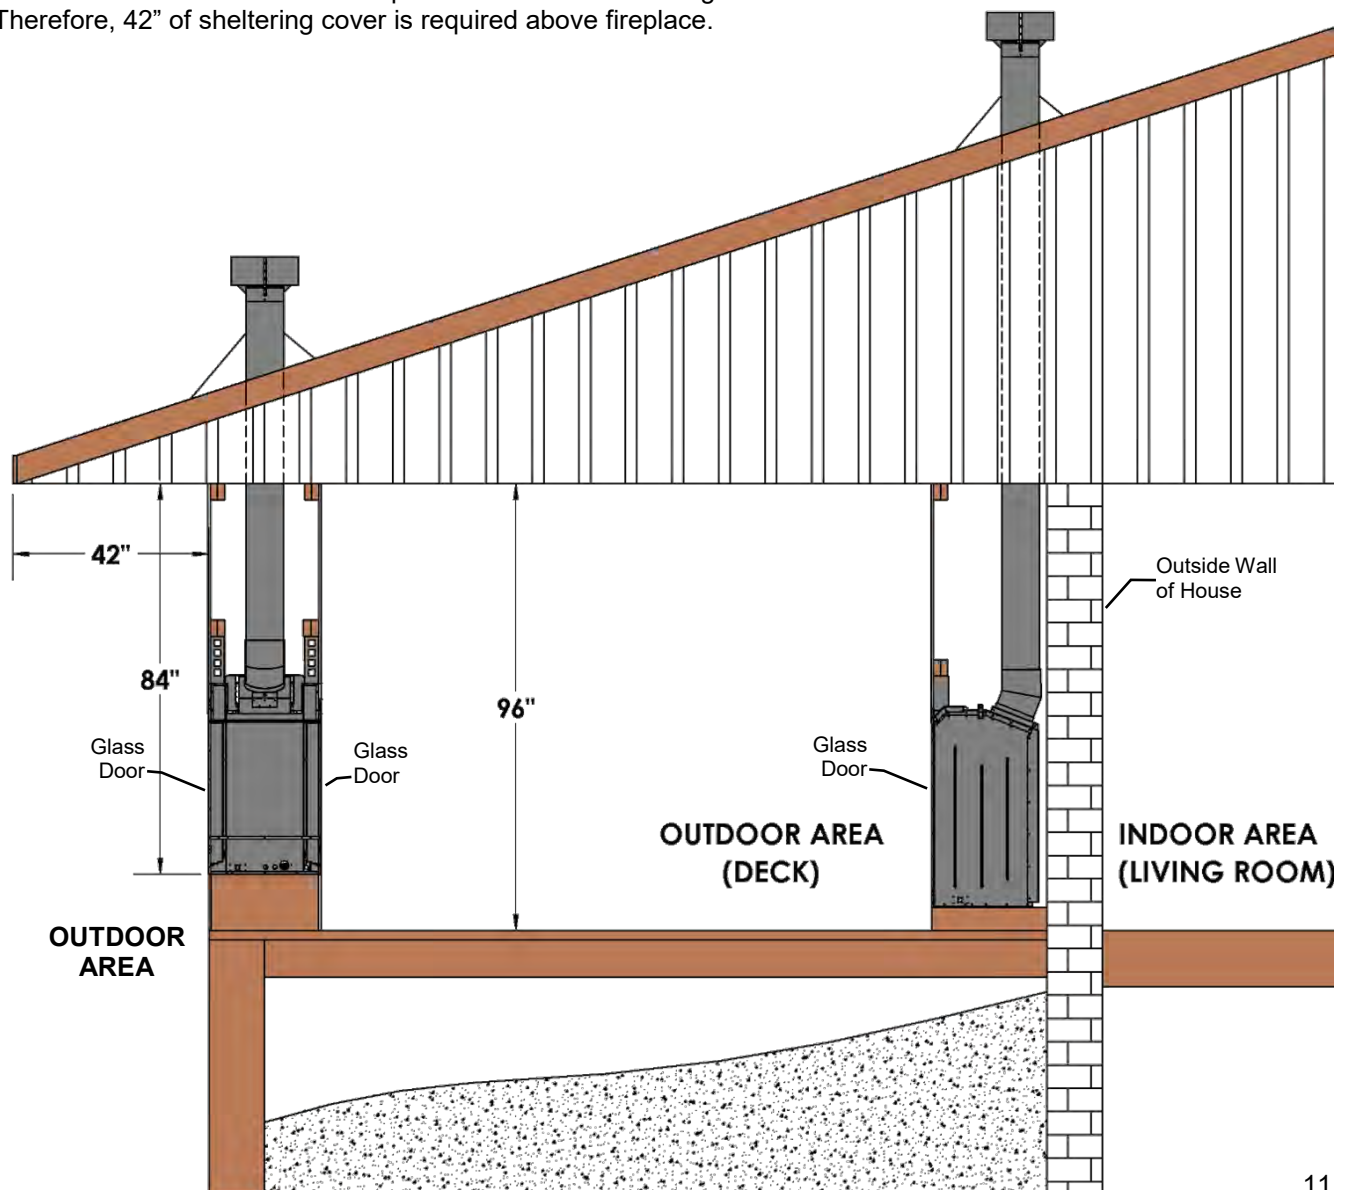 Therefore, 42” of sheltering cover is required above fireplace.
42"
84"
96"
Outside Wall
of House
Glass
Door
Glass
Door
Glass
Door
OUTDOOR AREA
(DECK)
INDOOR AREA
(LIVING ROOM)
OUTDOOR
AREA
11